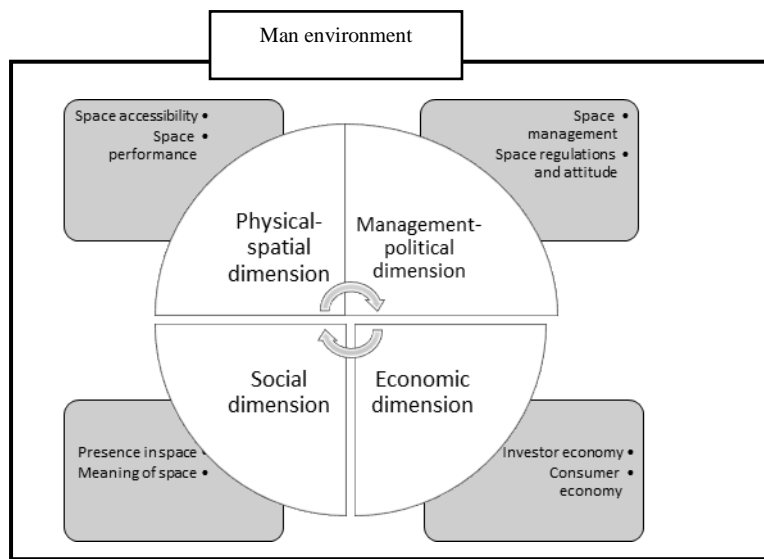 Man environment
Space accessibility •
Space •
performance
Space •
management
Space regulations •
and attitude
Physical-
spatial
dimension
Management-
political
dimension
Social
dimension
Economic
dimension
Presence in space •
Meaning of space •
Investor economy •
Consumer •
economy